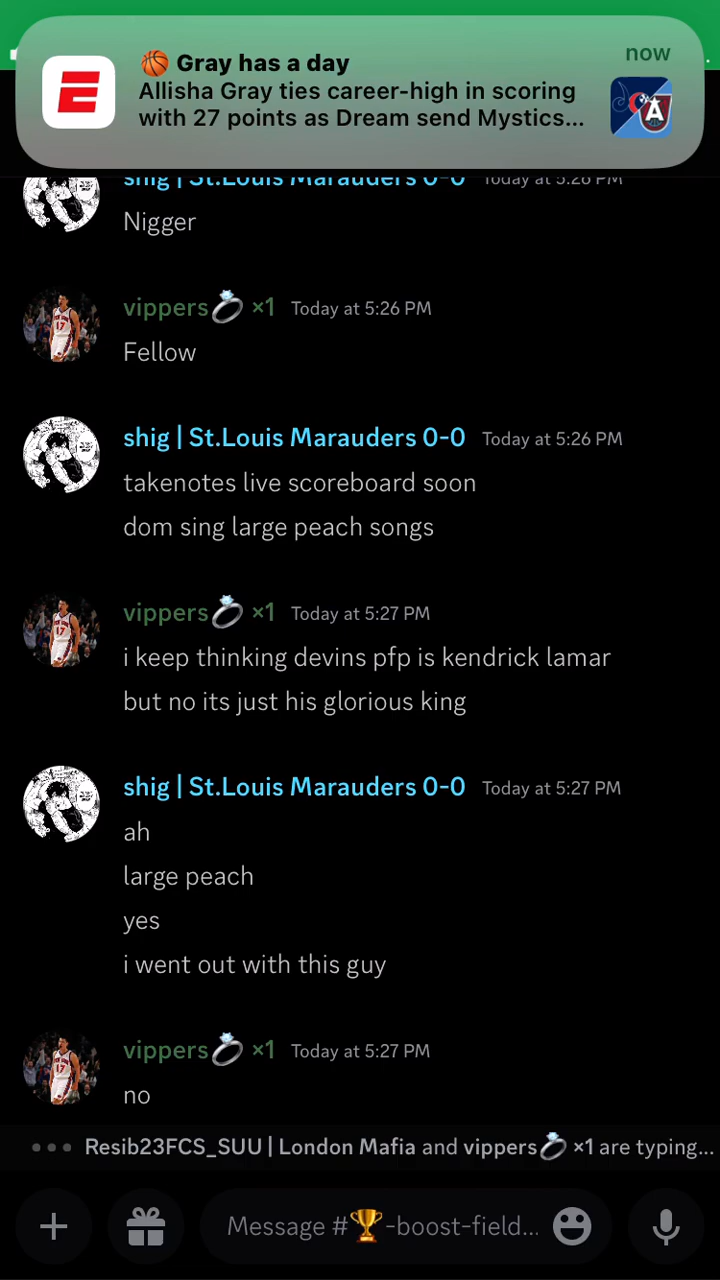 🏀 Gray has a day
now
Allisha Gray ties career-high in scoring
with 27 points as Dream send Mystics...
shig | St.Louis Marauders 0-0 Today at 5:26 PM
Nigger
vippers💍 ×1 Today at 5:26 PM
Fellow
shig | St.Louis Marauders 0-0 Today at 5:26 PM
takenotes live scoreboard soon
dom sing large peach songs
vippers💍 ×1 Today at 5:27 PM
i keep thinking devins pfp is kendrick lamar
but no its just his glorious king
shig | St.Louis Marauders 0-0 Today at 5:27 PM
ah
large peach
yes
i went out with this guy
vippers💍 ×1 Today at 5:27 PM
no
Resib23FCS_SUU | London Mafia and vippers💍 ×1 are typing...
Message #🏆-boost-field...